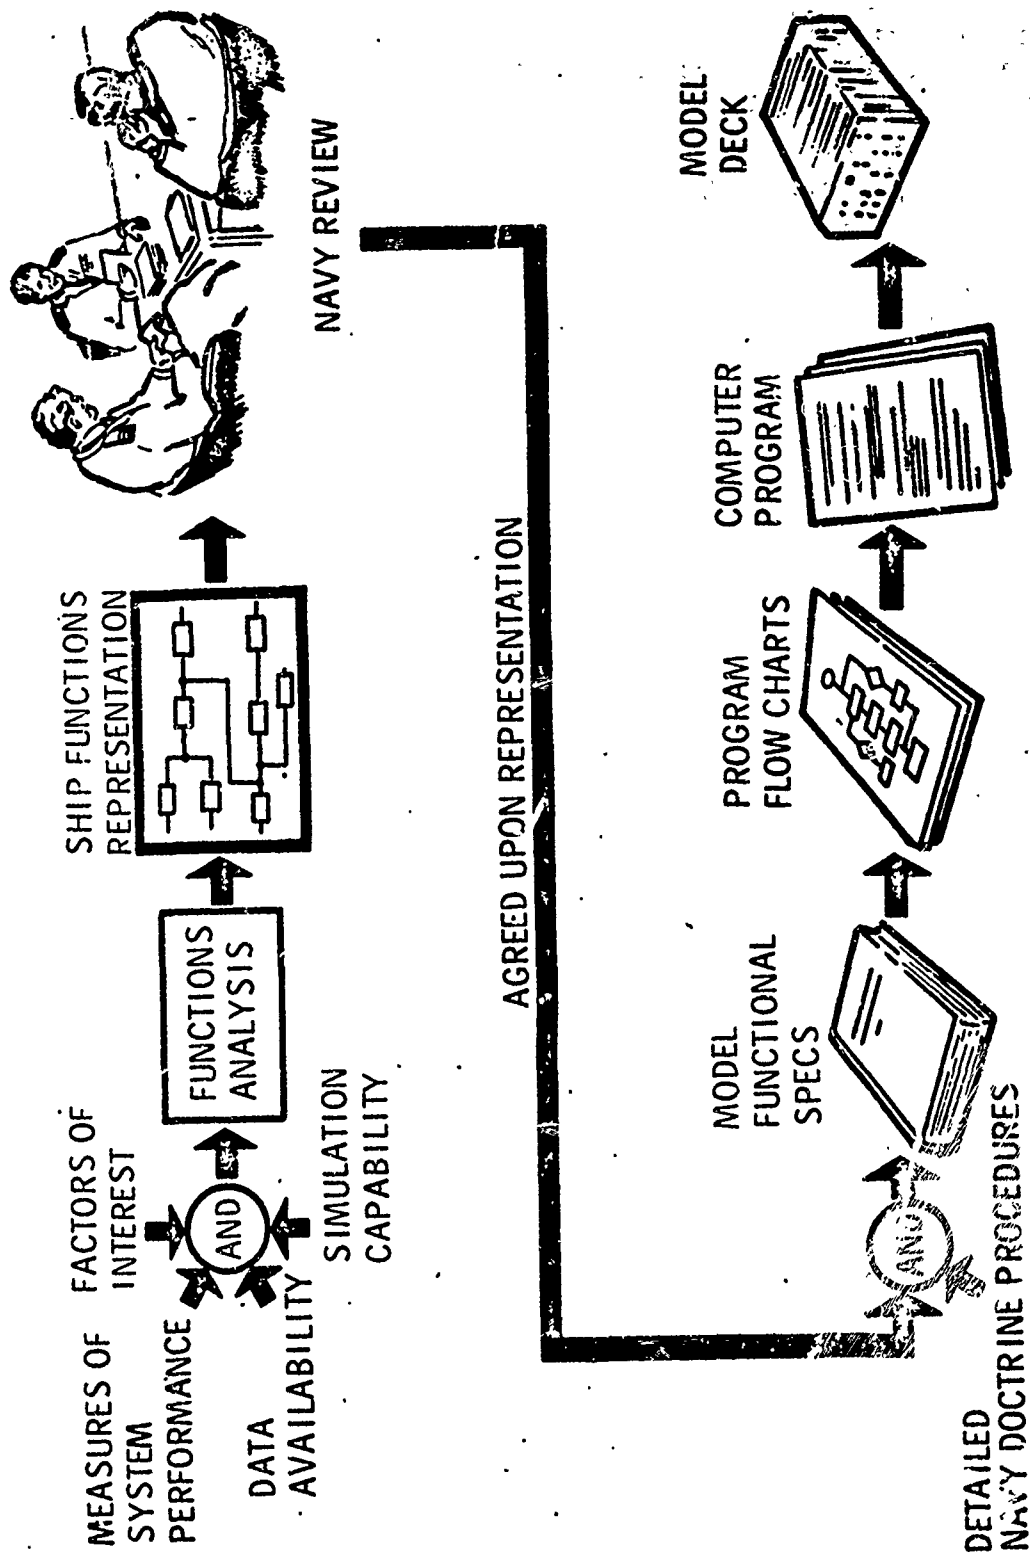 MEASURES OF
SYSTEM
PERFORMANCE
FACTORS OF
INTEREST
DATA
AVAILABILITY
SIMULATION
CAPABILITY
AND
FUNCTIONS
ANALYSIS
SHIP FUNCTIONS
REPRESENTATION
NAVY REVIEW
AGREED UPON REPRESENTATION
DETAILED
NAVY DOCTRINE PROCEDURES
AND
MODEL
FUNCTIONAL
SPECS
PROGRAM
FLOW CHARTS
COMPUTER
PROGRAM
MODEL
DECK